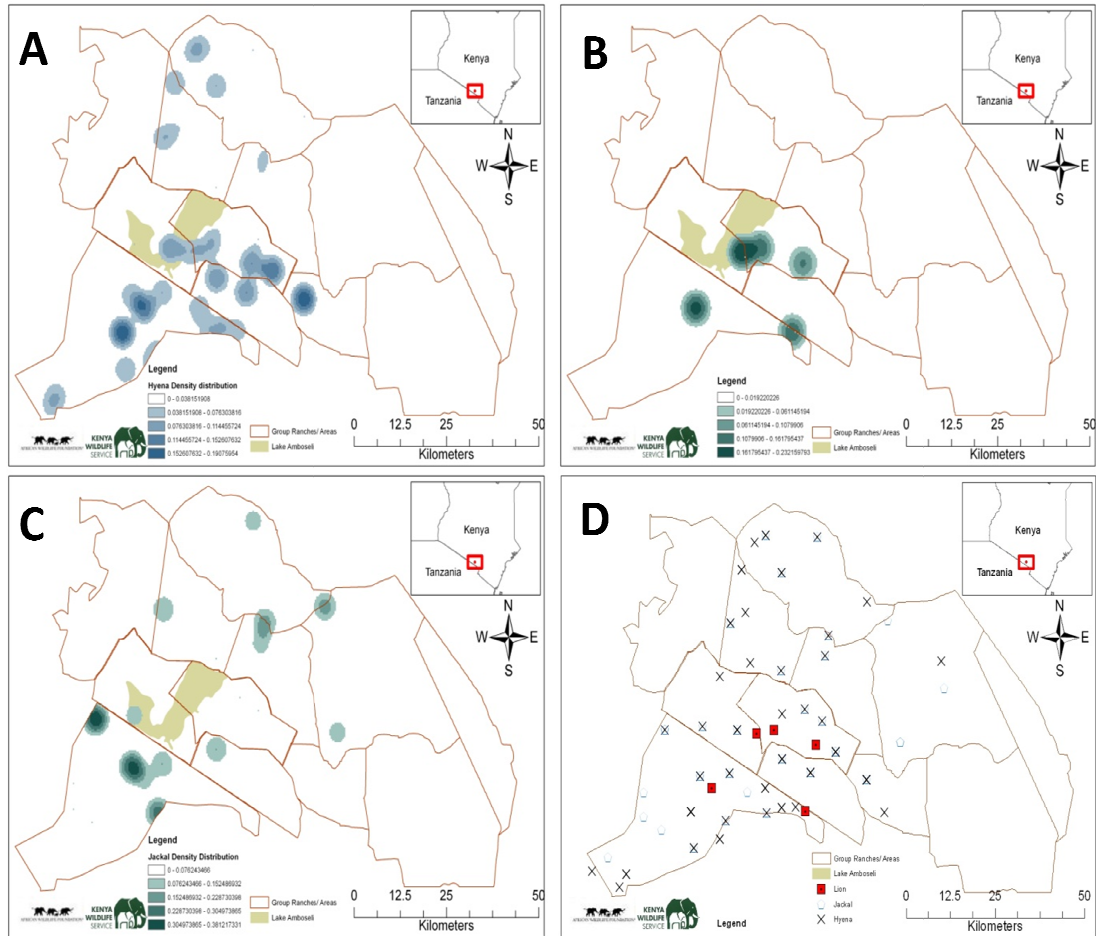 A
Kenya
Tanzania
N
W E
S
Legend
Hyena Density distribution
0 - 0.038151908
0.038151908 - 0.076303816
0.076303816 - 0.114455724
0.114455724 - 0.152607632
0.152607632 - 0.19075954
Group Ranches/ Areas
Lake Amboseli
KENYA
WILDLIFE
SERVICE
0 12.5 25 50
Kilometers
B
Kenya
Tanzania
N
W E
S
Legend
0 - 0.019220226
0.019220226 - 0.061145194
0.061145194 - 0.1079906
0.1079906 - 0.161795437
0.161795437 - 0.232159793
Group Ranches/ Areas
Lake Amboseli
KENYA
WILDLIFE
SERVICE
0 12.5 25 50
Kilometers
C
Kenya
Tanzania
N
W E
S
Legend
Jackal Density Distribution
0 - 0.076243466
0.076243466 - 0.152486932
0.152486932 - 0.228730398
0.228730398 - 0.304973865
0.304973865 - 0.381217331
Group Ranches/ Areas
Lake Amboseli
KENYA
WILDLIFE
SERVICE
0 12.5 25 50
Kilometers
D
Kenya
Tanzania
N
W E
S
Group Ranches/ Areas
Lake Amboseli
Lion
Jackal
Hyena
Legend
KENYA
WILDLIFE
SERVICE
0 12.5 25 50
Kilometers